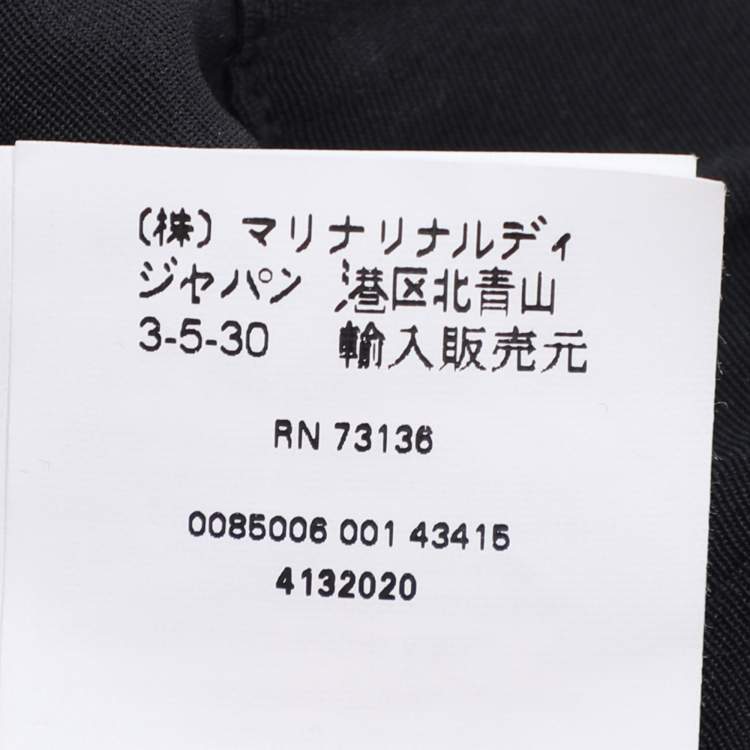 (株) マリナリナルディ
ジャパン 港区北青山
3-5-30 輸入販売元
RN 73136
0085006 001 43415
4132020